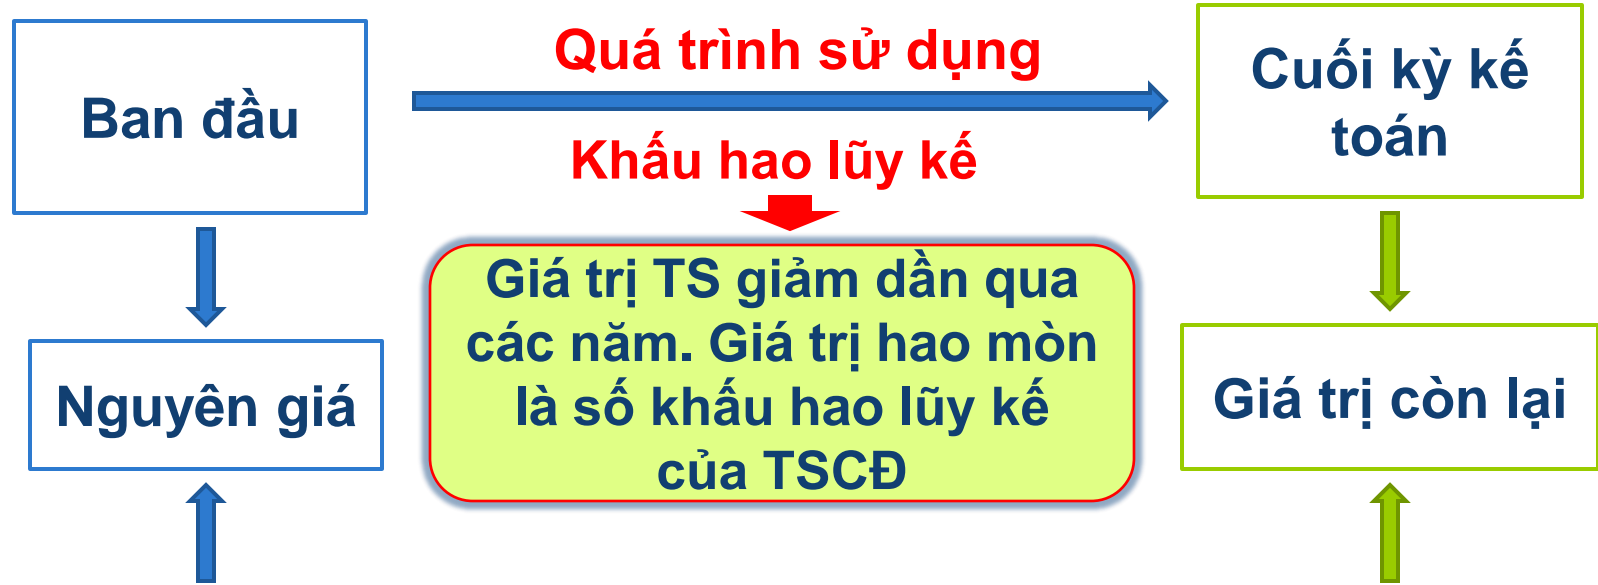 Ban đầu
Quá trình sử dụng
Khấu hao lũy kế
Cuối kỳ kế
toán
Nguyên giá
Giá trị TS giảm dần qua
các năm. Giá trị hao mòn
là số khấu hao lũy kế
của TSCĐ
Giá trị còn lại